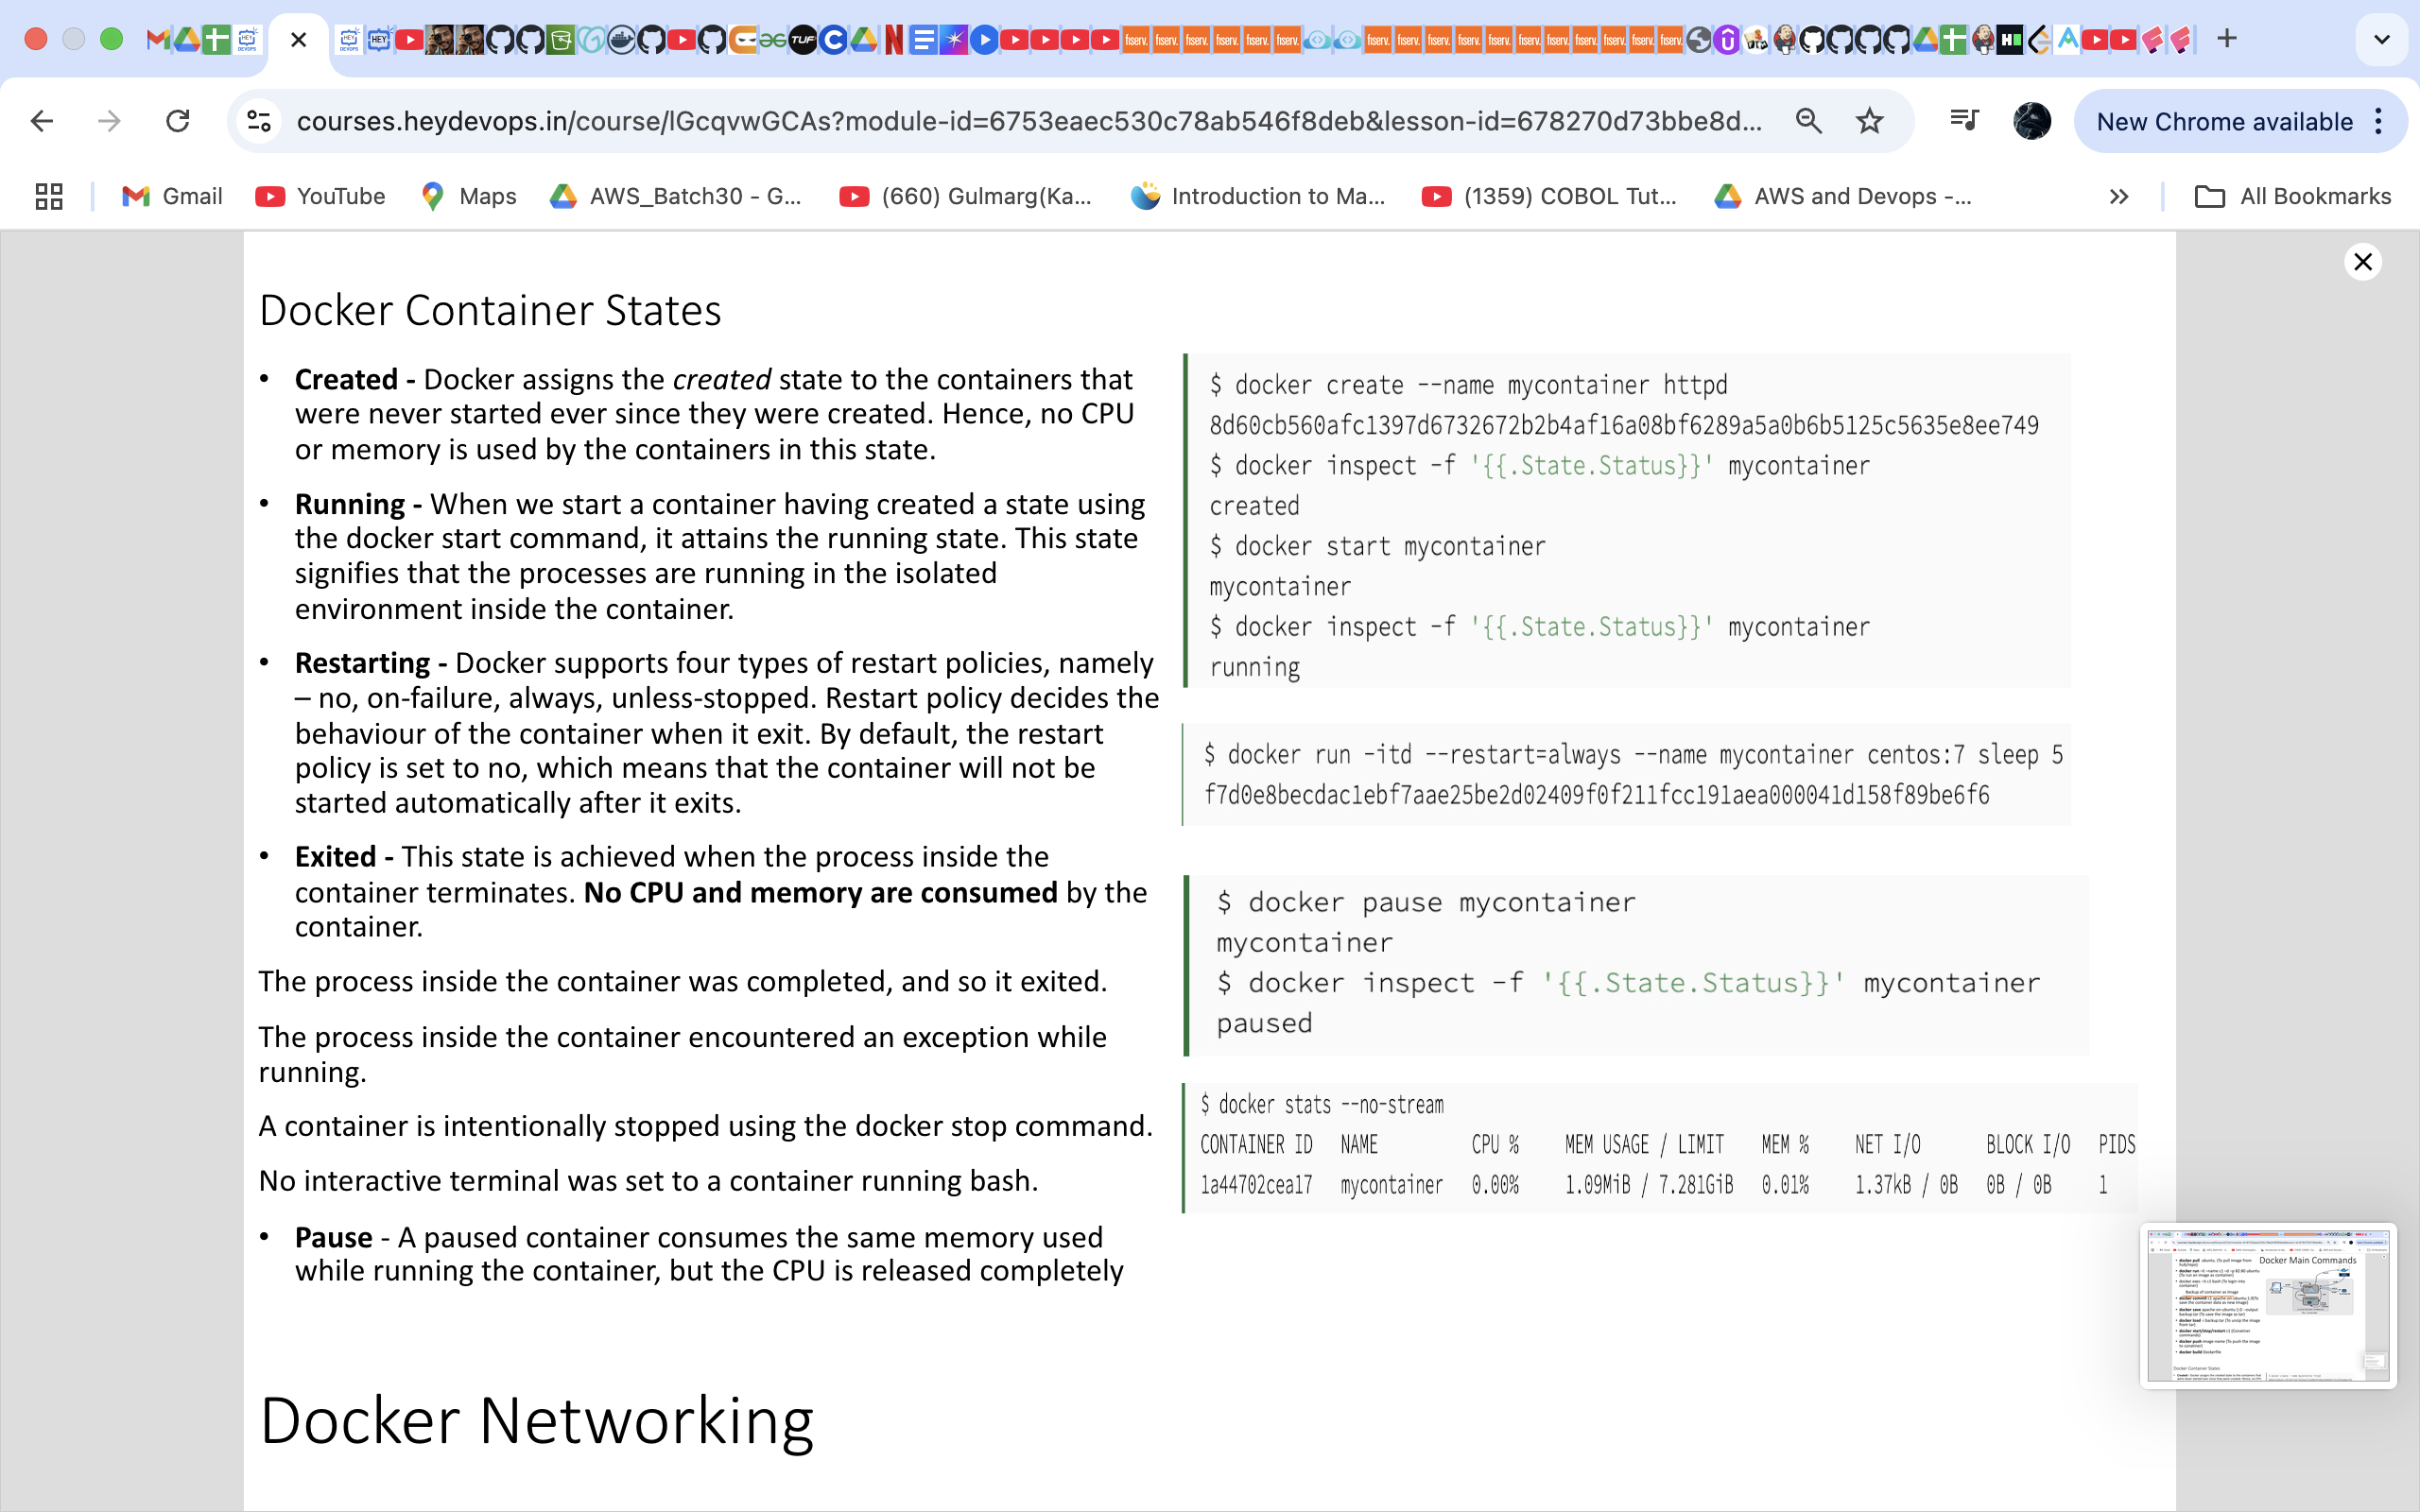 courses.heydevops.in/course/lGcqvwGCAs?module-id=6753eaec530c78ab546f8deb&lesson-id=678270d73bbe8d...
New Chrome available
Gmail
YouTube
Maps
AWS_Batch30 - G...
(660) Gulmarg(Ka...
Introduction to Ma...
(1359) COBOL Tut...
AWS and Devops -...
All Bookmarks
Docker Container States
• Created - Docker assigns the created state to the containers that
were never started ever since they were created. Hence, no CPU
or memory is used by the containers in this state.
• Running - When we start a container having created a state using
the docker start command, it attains the running state. This state
signifies that the processes are running in the isolated
environment inside the container.
• Restarting - Docker supports four types of restart policies, namely
– no, on-failure, always, unless-stopped. Restart policy decides the
behaviour of the container when it exit. By default, the restart
policy is set to no, which means that the container will not be
started automatically after it exits.
• Exited - This state is achieved when the process inside the
container terminates. No CPU and memory are consumed by the
container.
The process inside the container was completed, and so it exited.
The process inside the container encountered an exception while
running.
A container is intentionally stopped using the docker stop command.
No interactive terminal was set to a container running bash.
• Pause - A paused container consumes the same memory used
while running the container, but the CPU is released completely
$ docker create --name mycontainer httpd
8d60cb560afc1397d6732672b2b4af16a08bf6289a5a0b6b5125c5635e8ee749
$ docker inspect -f '{{.State.Status}}' mycontainer
created
$ docker start mycontainer
mycontainer
$ docker inspect -f '{{.State.Status}}' mycontainer
running
$ docker run -itd --restart=always --name mycontainer centos:7 sleep 5
f7d0e8becdac1ebf7aae25be2d02409f0f211fcc191aea000041d158f89be6f6
$ docker pause mycontainer
mycontainer
$ docker inspect -f '{{.State.Status}}' mycontainer
paused
$ docker stats --no-stream
CONTAINER ID NAME CPU % MEM USAGE / LIMIT MEM % NET I/O BLOCK I/O PIDS
1a44702cea17 mycontainer 0.00% 1.09MiB / 7.281GiB 0.01% 1.37kB / 0B 0B / 0B 1
Docker Main Commands
Docker Container States
Docker Networking